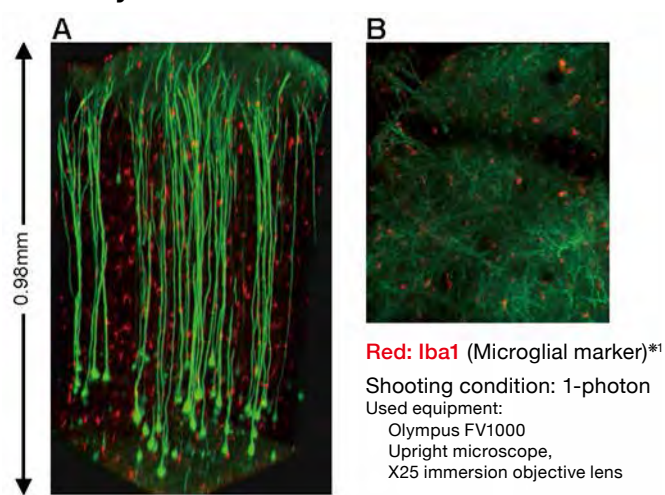 A
B
0.98mm
Red: Iba1 (Microglial marker)※1
Shooting condition: 1-photon
Used equipment:
Olympus FV1000
Upright microscope,
X25 immersion objective lens